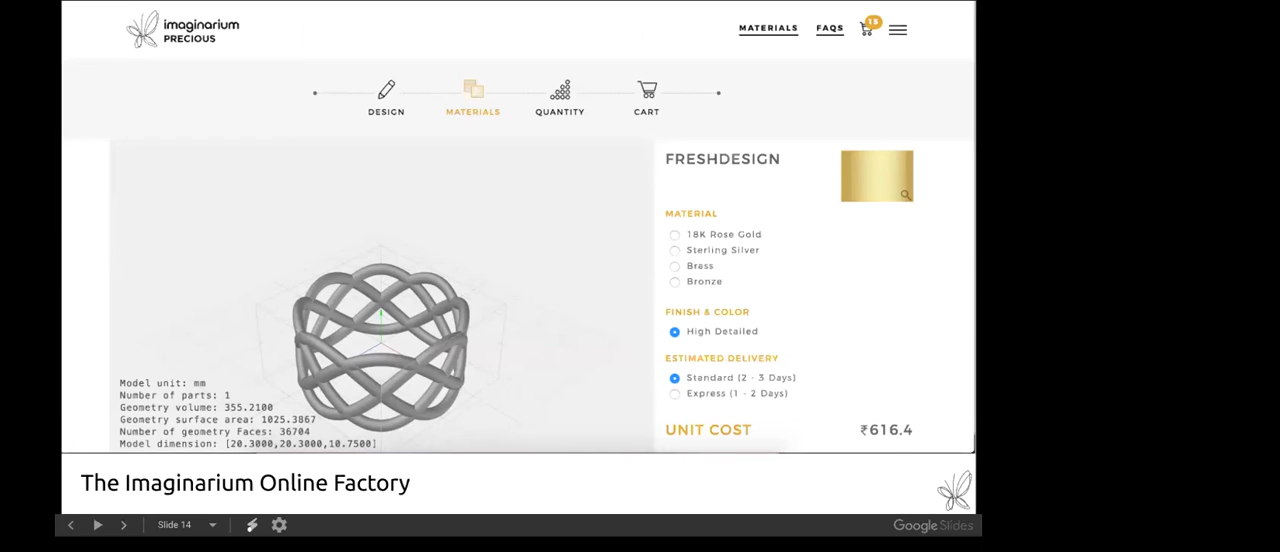 imaginarium
PRECIOUS
MATERIALS
FAQS
15
DESIGN
MATERIALS
QUANTITY
CART
FRESHDESIGN
MATERIAL
18K Rose Gold
Sterling Silver
Brass
Bronze
FINISH & COLOR
High Detailed
ESTIMATED DELIVERY
Standard (2 - 3 Days)
Express (1 - 2 Days)
UNIT COST ₹616.4
Model unit: mm
Number of parts: 1
Geometry volume: 355.2100
Geometry surface area: 1025.3867
Number of geometry Faces: 36704
Model dimension: [20.3000,20.3000,10.7500]
The Imaginarium Online Factory
Slide 14
Google Slides